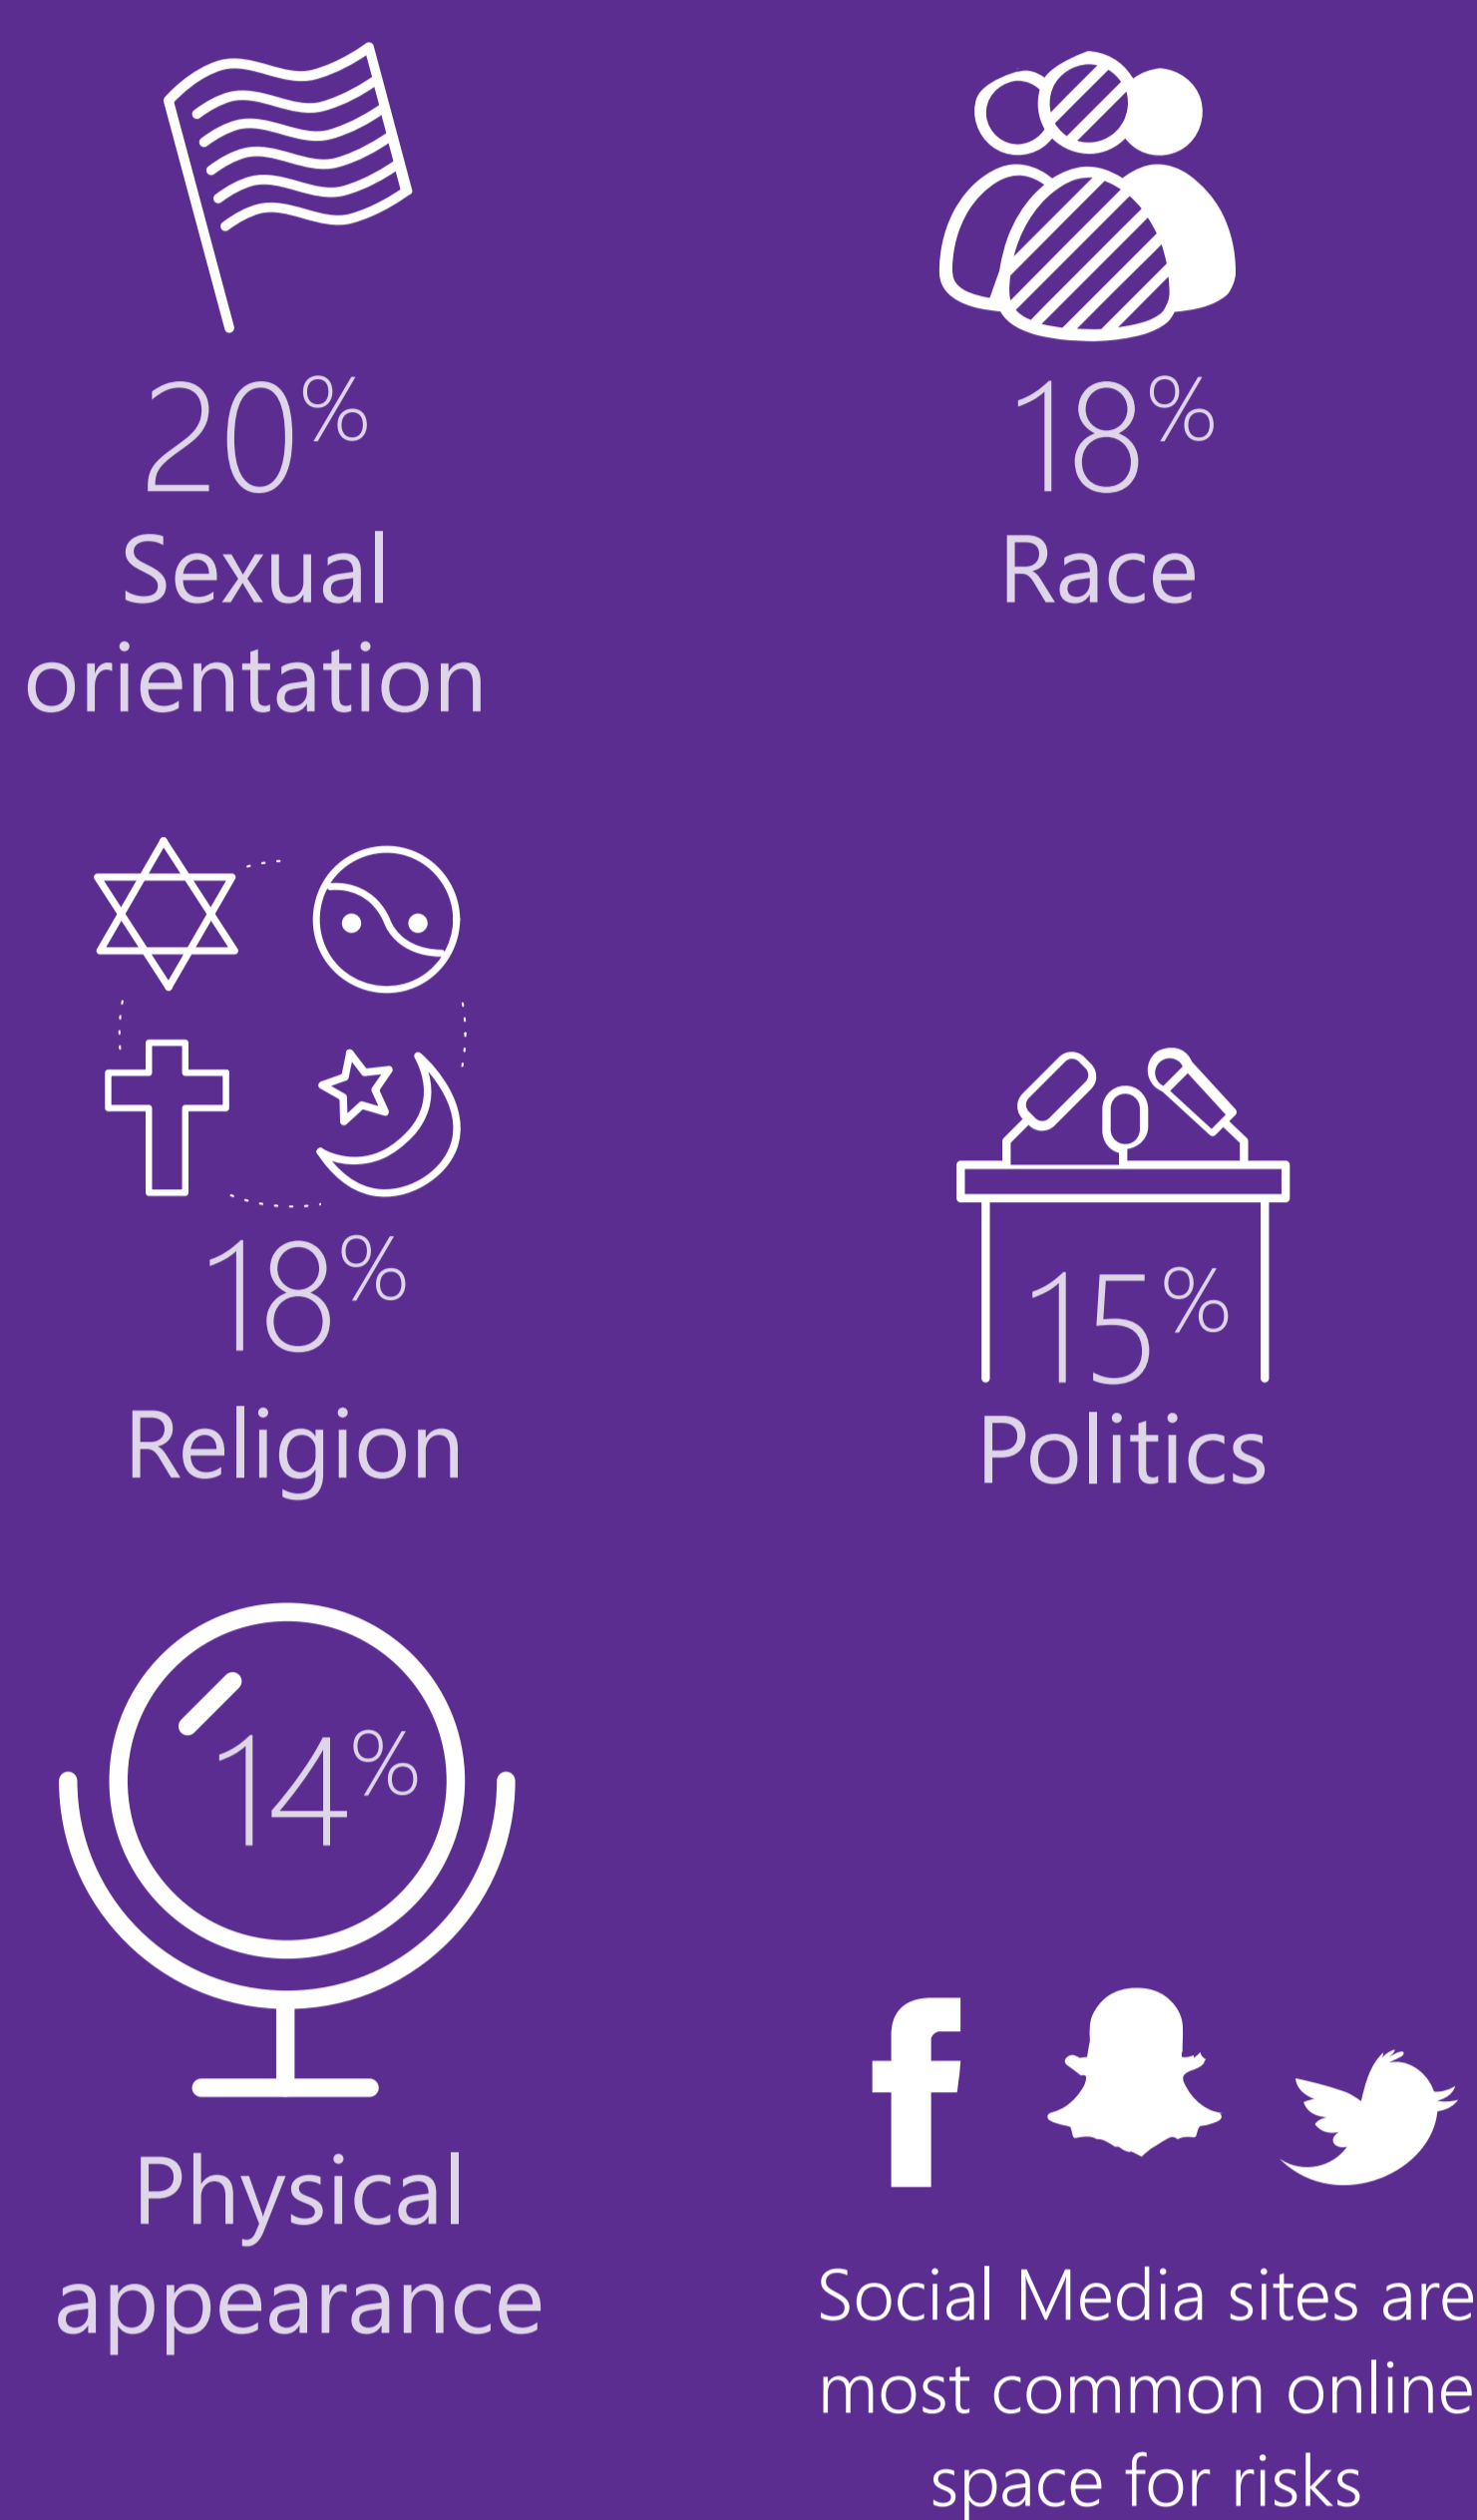 20%
Sexual
orientation
18%
Race
18%
Religion
15%
Politics
14%
Physical
appearance
Social Media sites are
most common online
space for risks